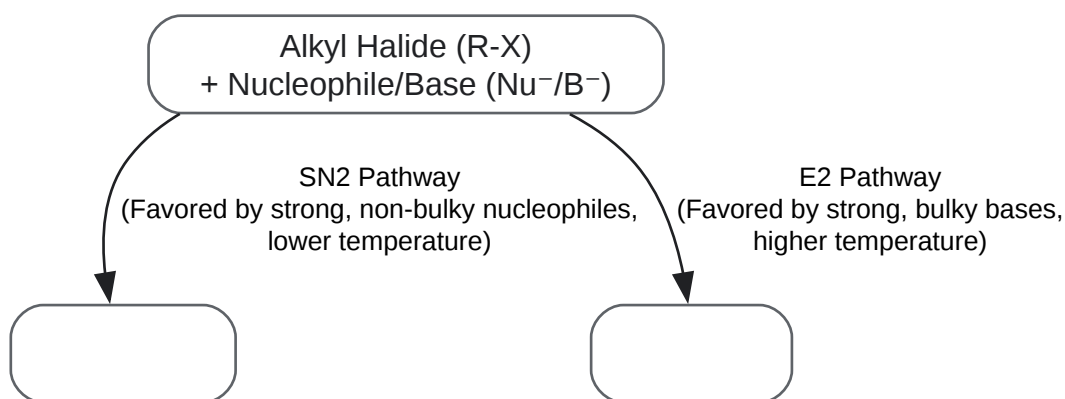 Alkyl Halide (R-X)
+ Nucleophile/Base (Nu⁻/B⁻)
SN2 Pathway
(Favored by strong, non-bulky nucleophiles,
lower temperature)
E2 Pathway
(Favored by strong, bulky bases,
higher temperature)